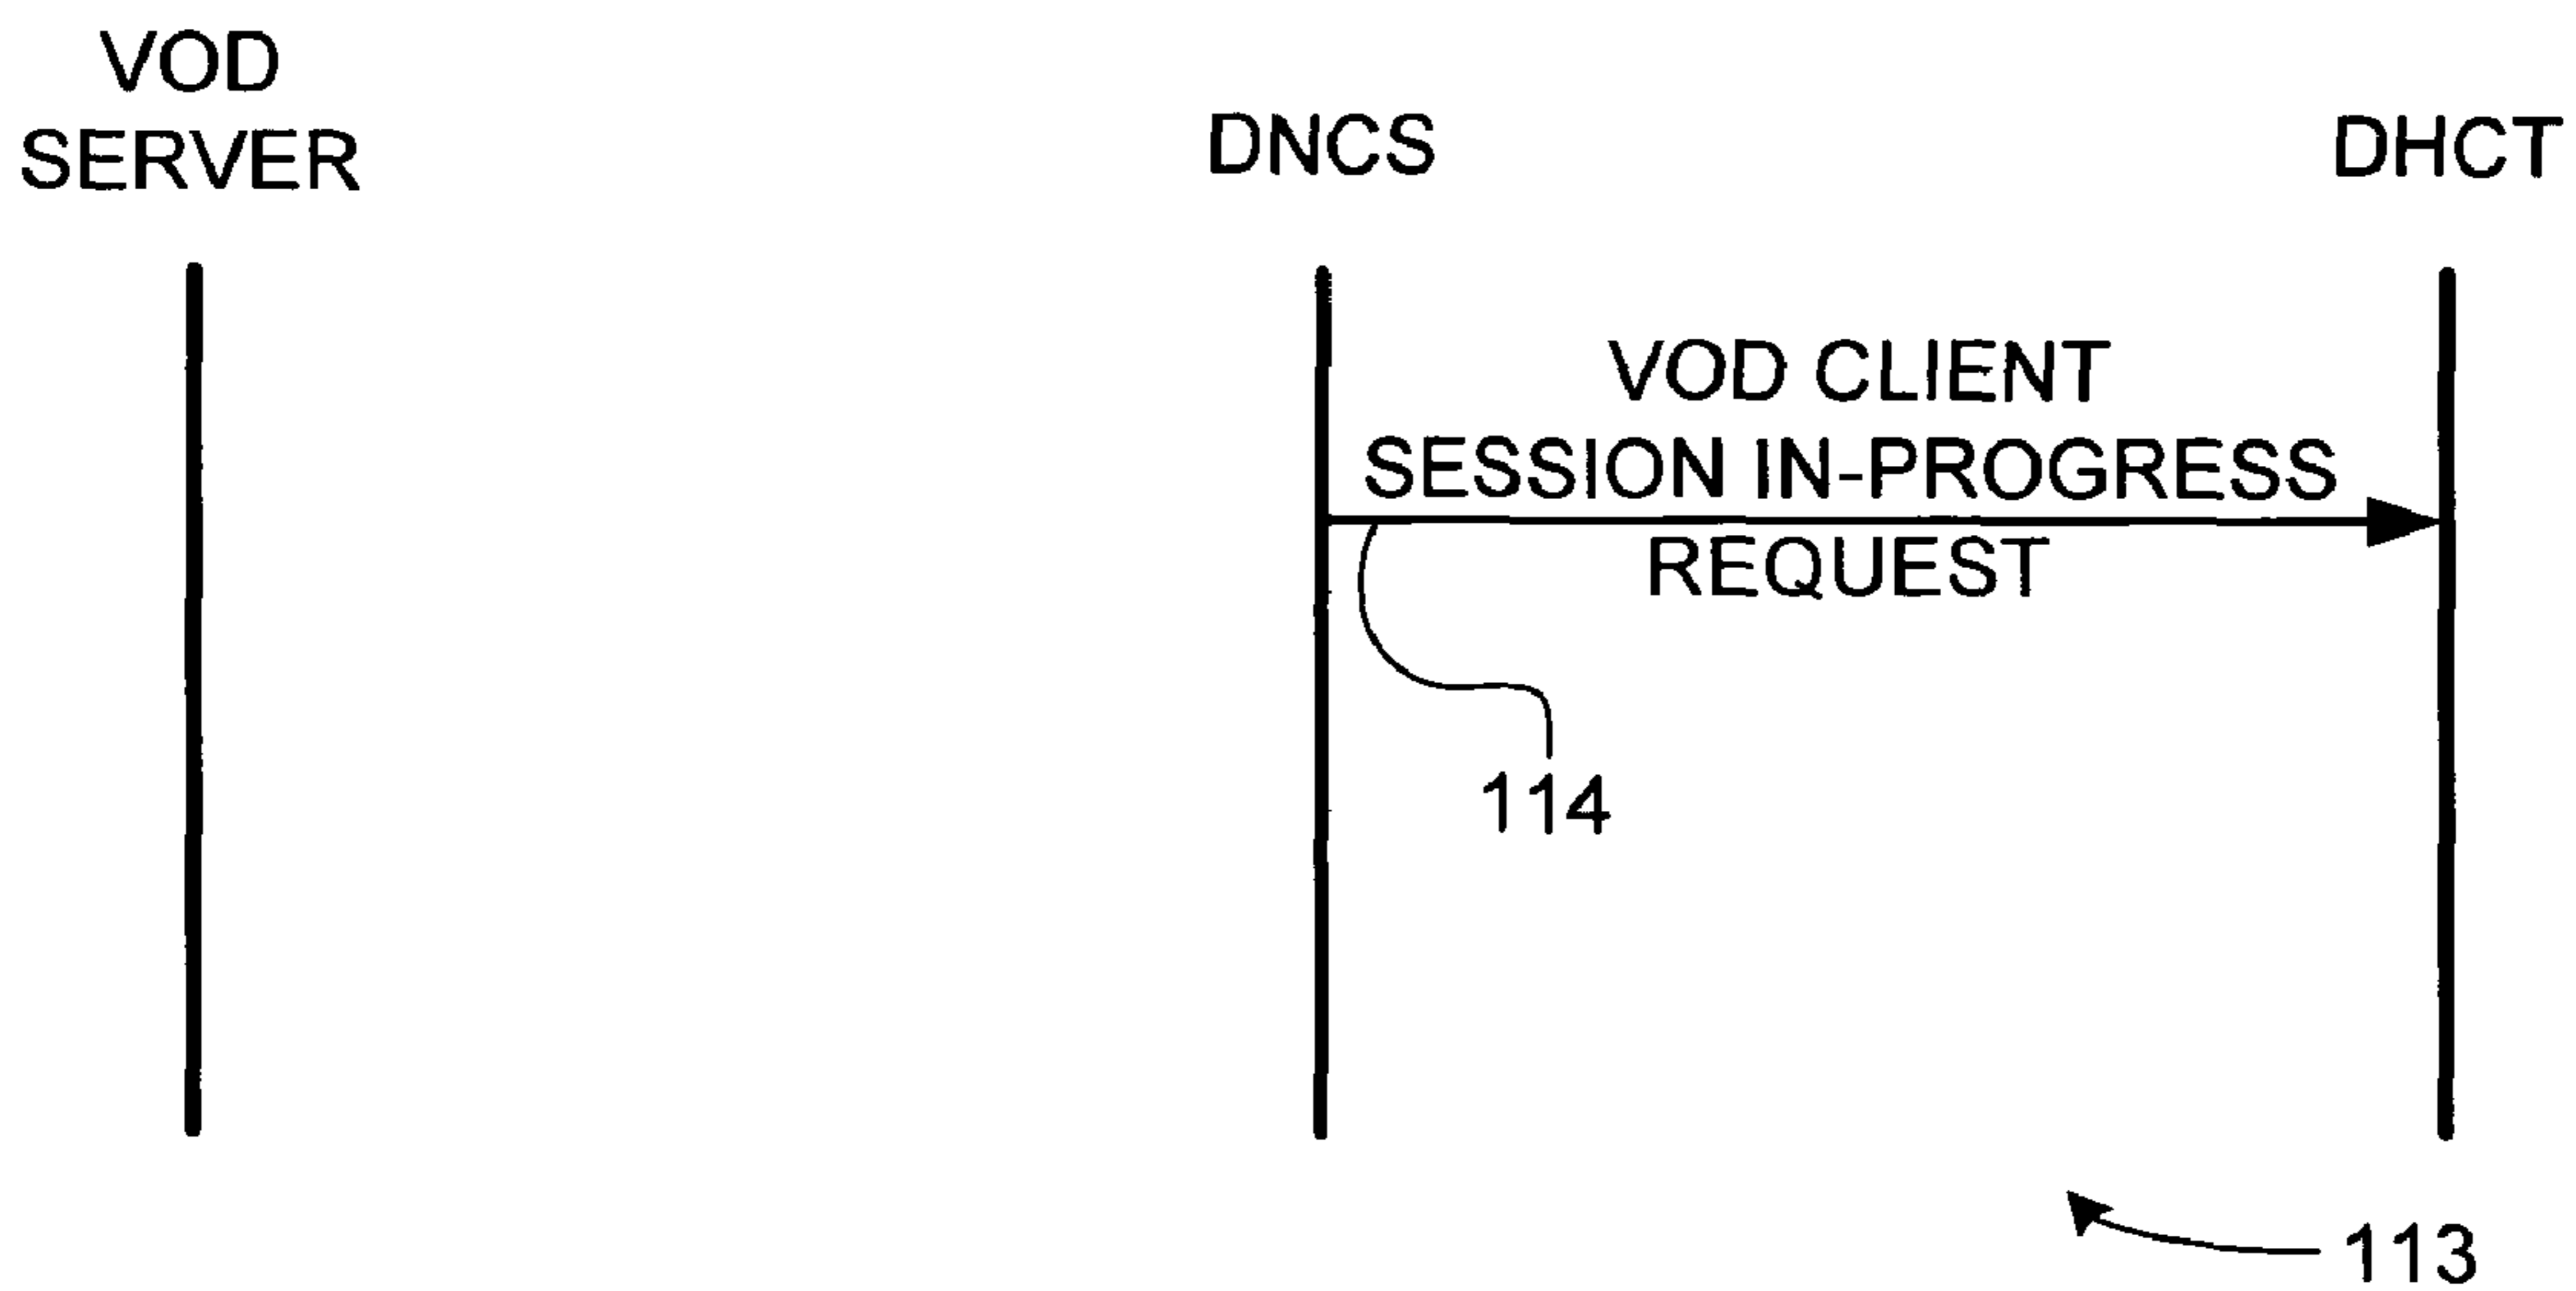 VOD
SERVER
DNCS
DHCT
VOD CLIENT
SESSION IN-PROGRESS
REQUEST
114
113